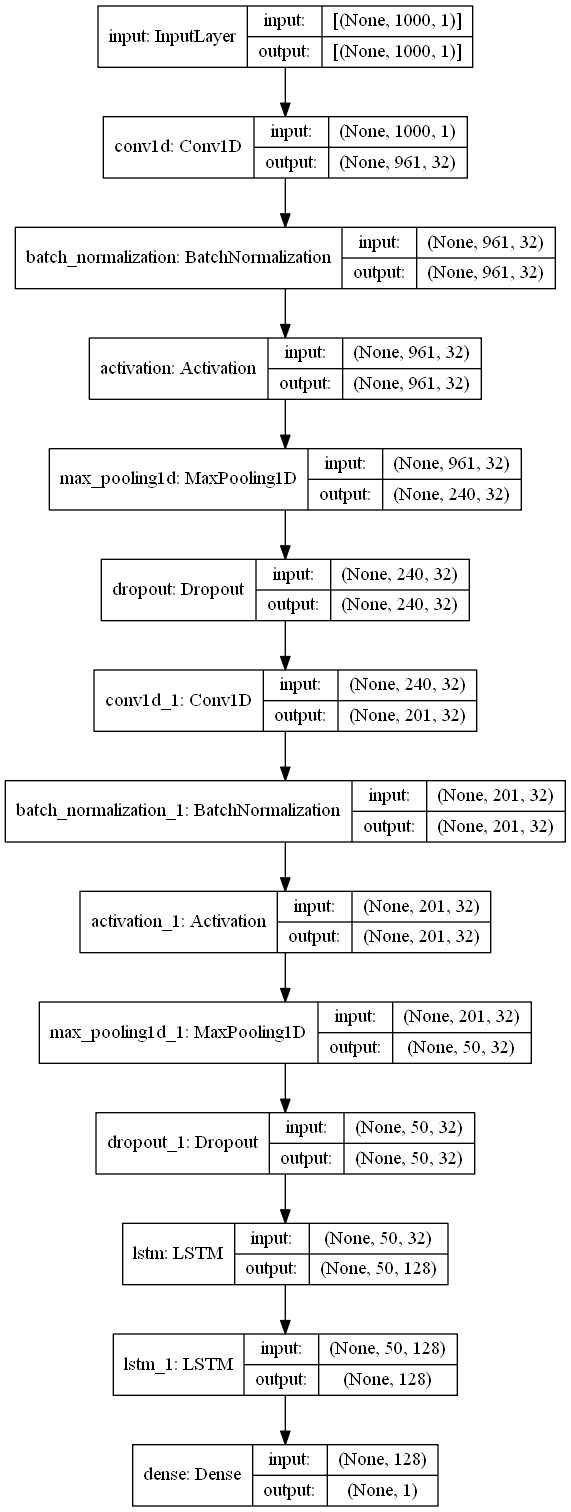 input: InputLayer
input: [(None, 1000, 1)]
output: [(None, 1000, 1)]
conv1d: Conv1D
input: (None, 1000, 1)
output: (None, 961, 32)
batch_normalization: BatchNormalization
input: (None, 961, 32)
output: (None, 961, 32)
activation: Activation
input: (None, 961, 32)
output: (None, 961, 32)
max_pooling1d: MaxPooling1D
input: (None, 961, 32)
output: (None, 240, 32)
dropout: Dropout
input: (None, 240, 32)
output: (None, 240, 32)
conv1d_1: Conv1D
input: (None, 240, 32)
output: (None, 201, 32)
batch_normalization_1: BatchNormalization
input: (None, 201, 32)
output: (None, 201, 32)
activation_1: Activation
input: (None, 201, 32)
output: (None, 201, 32)
max_pooling1d_1: MaxPooling1D
input: (None, 201, 32)
output: (None, 50, 32)
dropout_1: Dropout
input: (None, 50, 32)
output: (None, 50, 32)
lstm: LSTM
input: (None, 50, 32)
output: (None, 50, 128)
lstm_1: LSTM
input: (None, 50, 128)
output: (None, 128)
dense: Dense
input: (None, 128)
output: (None, 1)